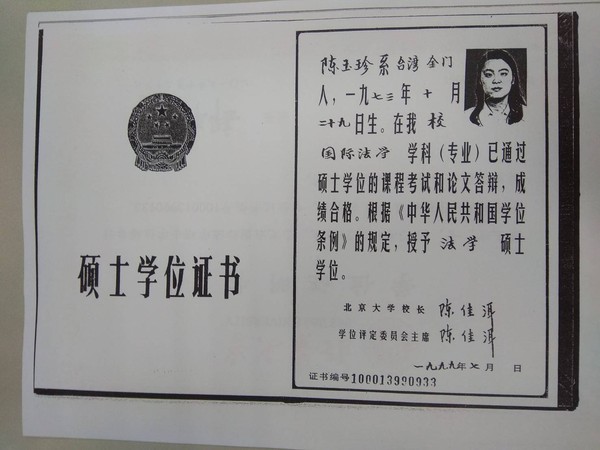 硕士学位证书
陈玉珍 系 台湾 金门
人，一九七三年 十 月
二十九日生。在我 校
国际法学 学科（专业）已通过
硕士学位的课程考试和论文答辩，成
绩合格。根据《中华人民共和国学位
条例》的规定，授予 法学 硕士
学位。
北京大学校长 陈佳洱
学位评定委员会主席 陈佳洱
一九九九年七月 日
证书编号100013990933